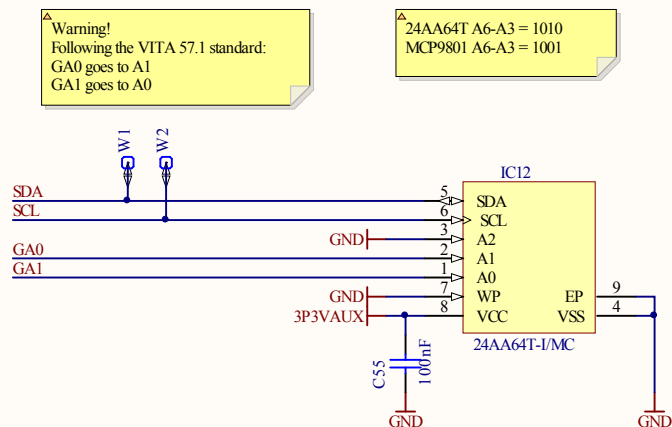 Warning!
Following the VITA 57.1 standard:
GA0 goes to A1
GA1 goes to A0
24AA64T A6-A3 = 1010
MCP9801 A6-A3 = 1001
W1
W2
IC12
SDA
5
SDA
SCL
6
SCL
GND
3
A2
GA0
2
A1
GA1
1
A0
GND
7
WP
EP
9
3P3VAUX
8
VCC
VSS
4
24AA64T-I/MC
C55
100nF
GND
GND